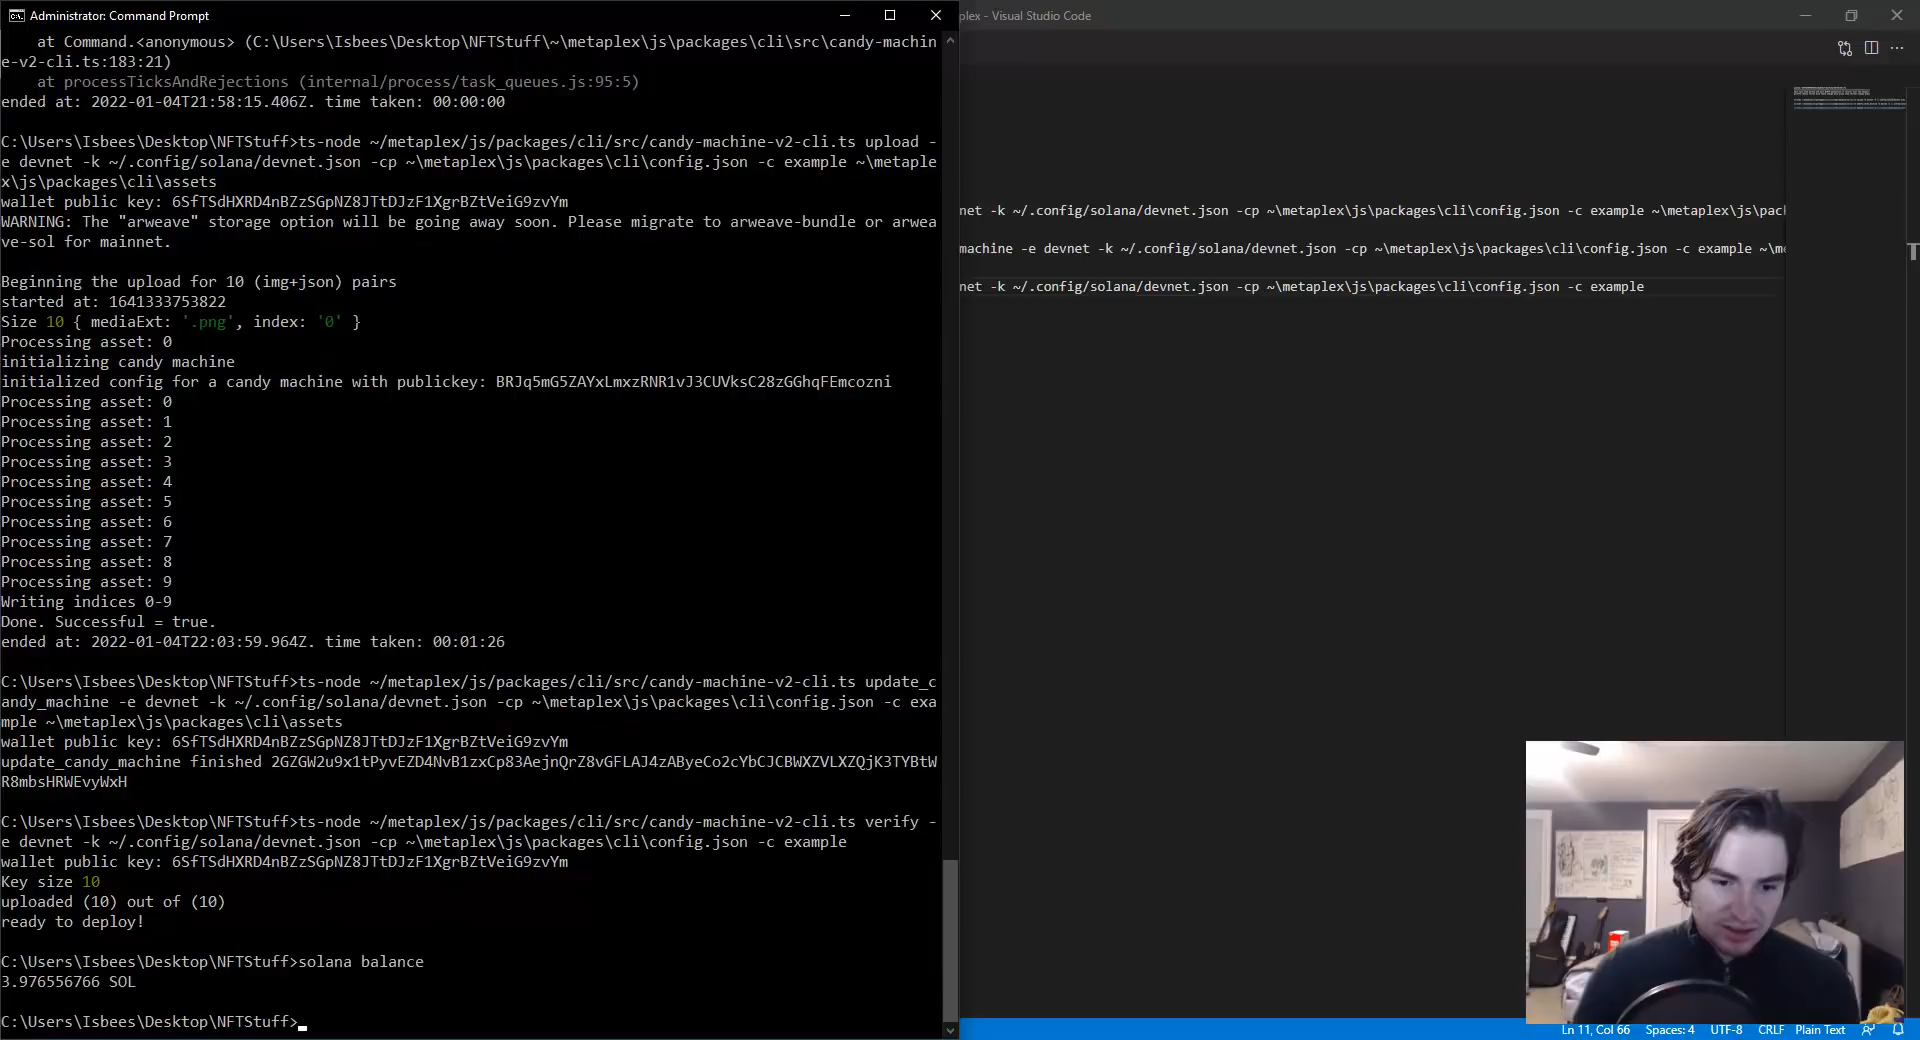 Administrator: Command Prompt
plex - Visual Studio Code
at Command.<anonymous> (C:\Users\Isbees\Desktop\NFTStuff\~\metaplex\js\packages\cli\src\candy-machin
e-v2-cli.ts:183:21)
at processTicksAndRejections (internal/process/task_queues.js:95:5)
ended at: 2022-01-04T21:58:15.406Z. time taken: 00:00:00
C:\Users\Isbees\Desktop\NFTStuff>ts-node ~/metaplex/js/packages/cli/src/candy-machine-v2-cli.ts upload -
e devnet -k ~/.config/solana/devnet.json -cp ~\metaplex\js\packages\cli\config.json -c example ~\metaple
x\js\packages\cli\assets
wallet public key: 6SfTSdHXRD4nBZzSGpNZ8JTtDJzF1XgrBZtVeiG9zvYm
WARNING: The "arweave" storage option will be going away soon. Please migrate to arweave-bundle or arwea
ve-sol for mainnet.
Beginning the upload for 10 (img+json) pairs
started at: 1641333753822
Size 10 { mediaExt: '.png', index: '0' }
Processing asset: 0
initializing candy machine
initialized config for a candy machine with publickey: BRJq5mG5ZAYxLmxzRNR1vJ3CUVksC28zGGhqFEmcozni
Processing asset: 0
Processing asset: 1
Processing asset: 2
Processing asset: 3
Processing asset: 4
Processing asset: 5
Processing asset: 6
Processing asset: 7
Processing asset: 8
Processing asset: 9
Writing indices 0-9
Done. Successful = true.
ended at: 2022-01-04T22:03:59.964Z. time taken: 00:01:26
C:\Users\Isbees\Desktop\NFTStuff>ts-node ~/metaplex/js/packages/cli/src/candy-machine-v2-cli.ts update_c
andy_machine -e devnet -k ~/.config/solana/devnet.json -cp ~\metaplex\js\packages\cli\config.json -c exa
mple ~\metaplex\js\packages\cli\assets
wallet public key: 6SfTSdHXRD4nBZzSGpNZ8JTtDJzF1XgrBZtVeiG9zvYm
update_candy_machine finished 2GZGW2u9x1tPyvEZD4NvB1zxCp83AejnQrZ8vGFLAJ4zAByeCo2cYbCJCBWXZVLXZQjK3TYBtW
R8mbsHRWEvyWxH
C:\Users\Isbees\Desktop\NFTStuff>ts-node ~/metaplex/js/packages/cli/src/candy-machine-v2-cli.ts verify -
e devnet -k ~/.config/solana/devnet.json -cp ~\metaplex\js\packages\cli\config.json -c example
wallet public key: 6SfTSdHXRD4nBZzSGpNZ8JTtDJzF1XgrBZtVeiG9zvYm
Key size 10
uploaded (10) out of (10)
ready to deploy!
C:\Users\Isbees\Desktop\NFTStuff>solana balance
3.976556766 SOL
C:\Users\Isbees\Desktop\NFTStuff>
net -k ~/.config/solana/devnet.json -cp ~\metaplex\js\packages\cli\config.json -c example ~\metaplex\js\pac
machine -e devnet -k ~/.config/solana/devnet.json -cp ~\metaplex\js\packages\cli\config.json -c example ~\m
net -k ~/.config/solana/devnet.json -cp ~\metaplex\js\packages\cli\config.json -c example
Ln 11, Col 66 Spaces: 4 UTF-8 CRLF Plain Text